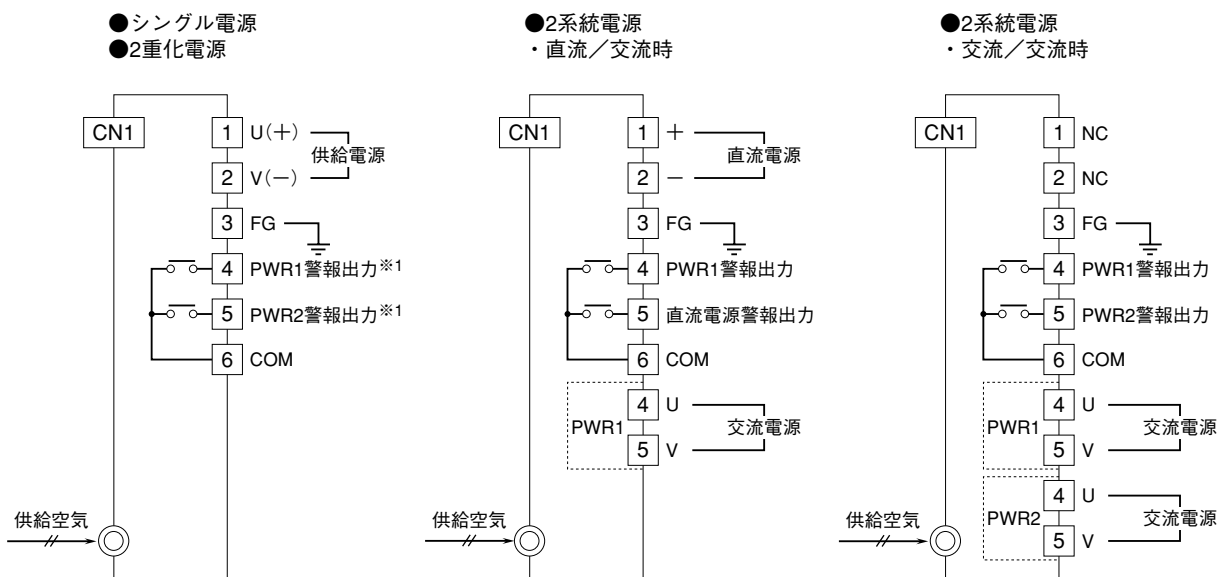 ●シングル電源
●2重化電源
CN1
1 U(+)
供給電源
2 V(−)
3 FG
4 PWR1警報出力※1
5 PWR2警報出力※1
6 COM
供給空気
●2系統電源
・直流／交流時
CN1
1 +
直流電源
2 −
3 FG
4 PWR1警報出力
5 直流電源警報出力
6 COM
PWR1
4 U
交流電源
5 V
供給空気
●2系統電源
・交流／交流時
CN1
1 NC
2 NC
3 FG
4 PWR1警報出力
5 PWR2警報出力
6 COM
PWR1
4 U
交流電源
5 V
PWR2
4 U
交流電源
5 V
供給空気